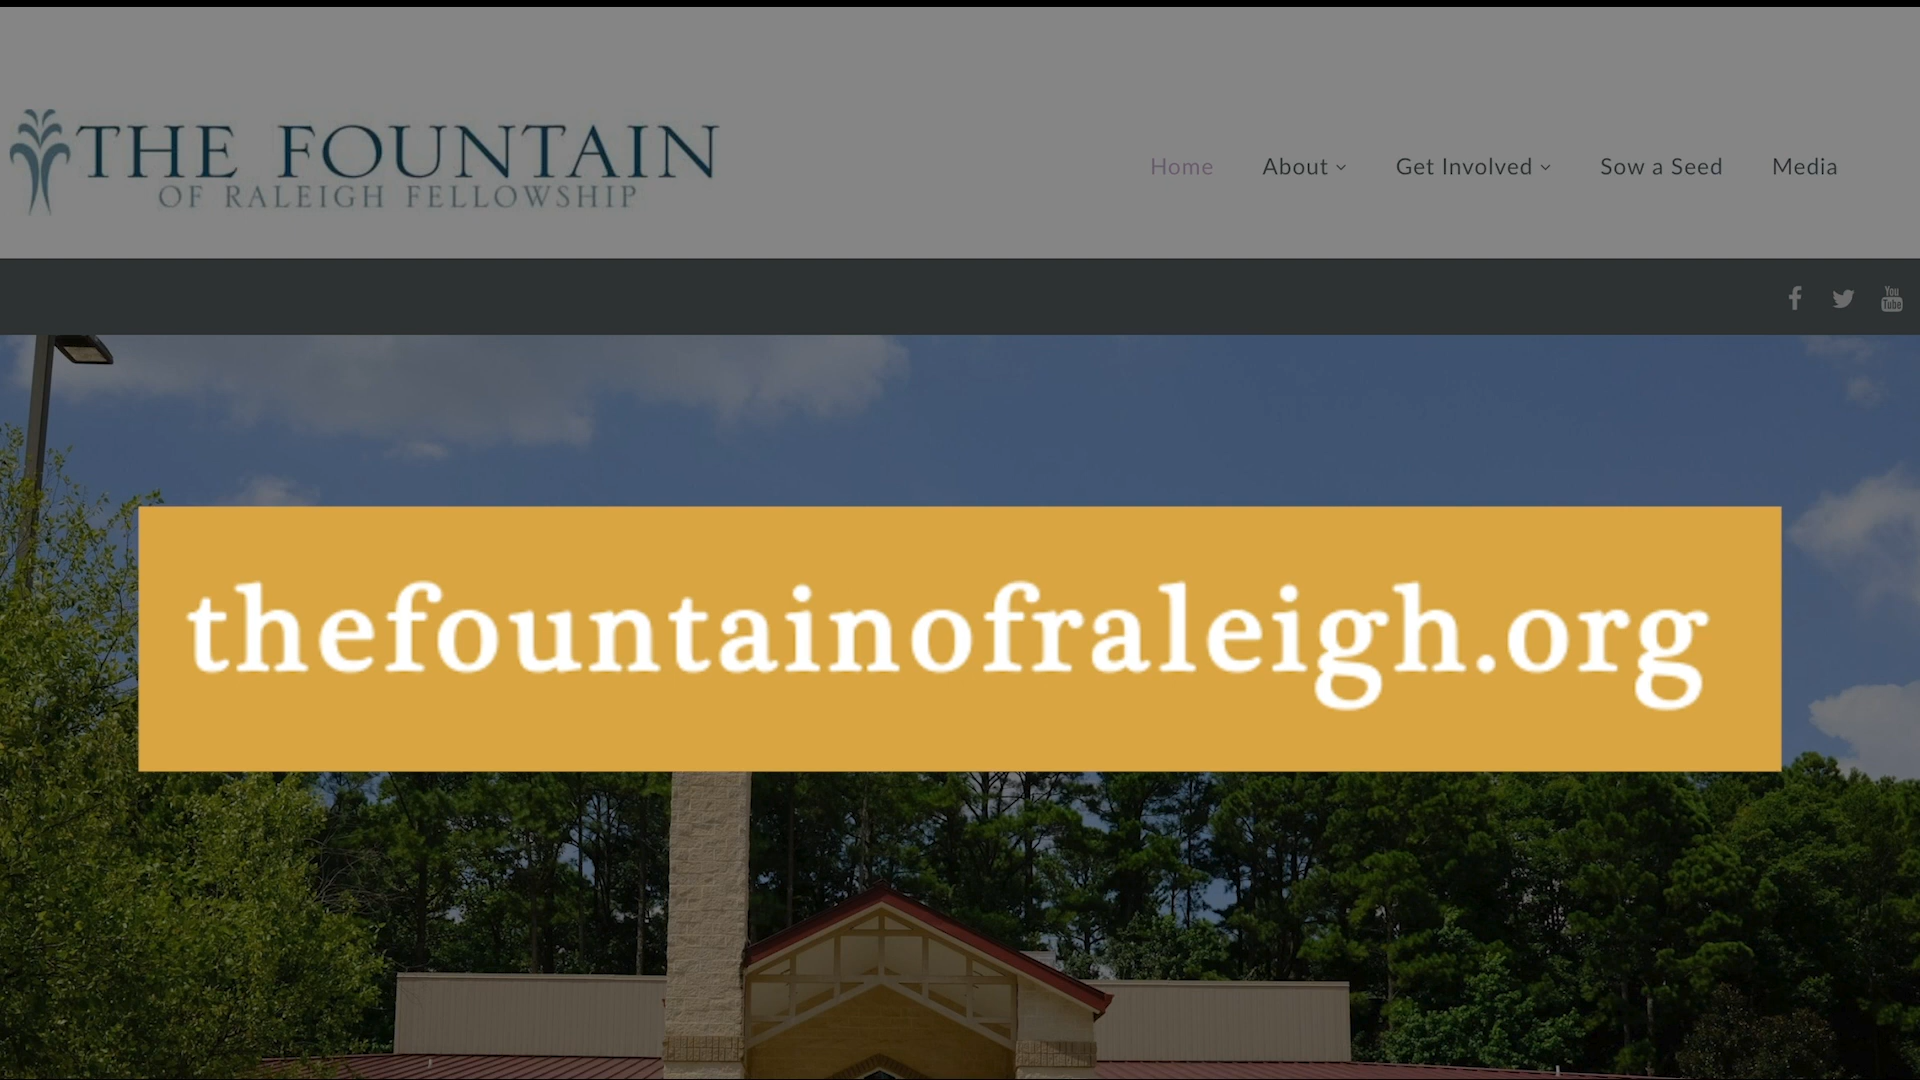 THE FOUNTAIN
OF RALEIGH FELLOWSHIP
Home About Get Involved Sow a Seed Media
You
Tube
thefountainofraleigh.org